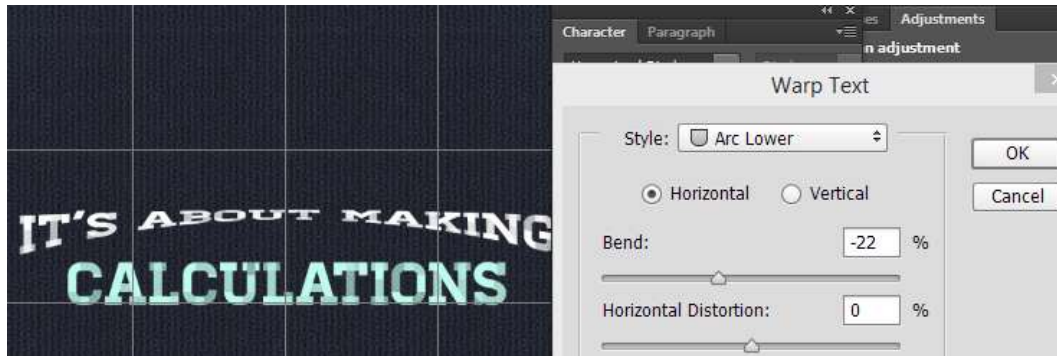 IT'S ABOUT MAKING
CALCULATIONS
Character Paragraph
es Adjustments
n adjustment
Warp Text
Style: Arc Lower
OK
Horizontal Vertical
Cancel
Bend: -22 %
Horizontal Distortion: 0 %